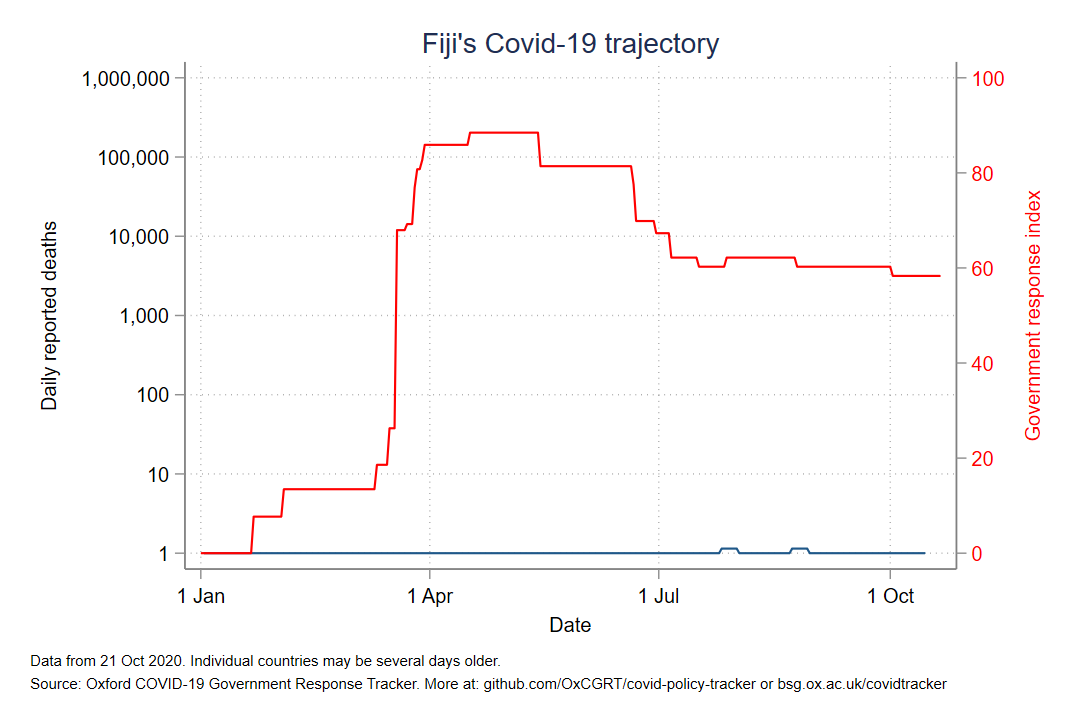 Fiji's Covid-19 trajectory
1,000,000
100,000
10,000
1,000
100
10
1
Daily reported deaths
100
80
60
40
20
0
Government response index
1 Jan
1 Apr
1 Jul
1 Oct
Date
Data from 21 Oct 2020. Individual countries may be several days older.
Source: Oxford COVID-19 Government Response Tracker. More at: github.com/OxCGRT/covid-policy-tracker or bsg.ox.ac.uk/covidtracker